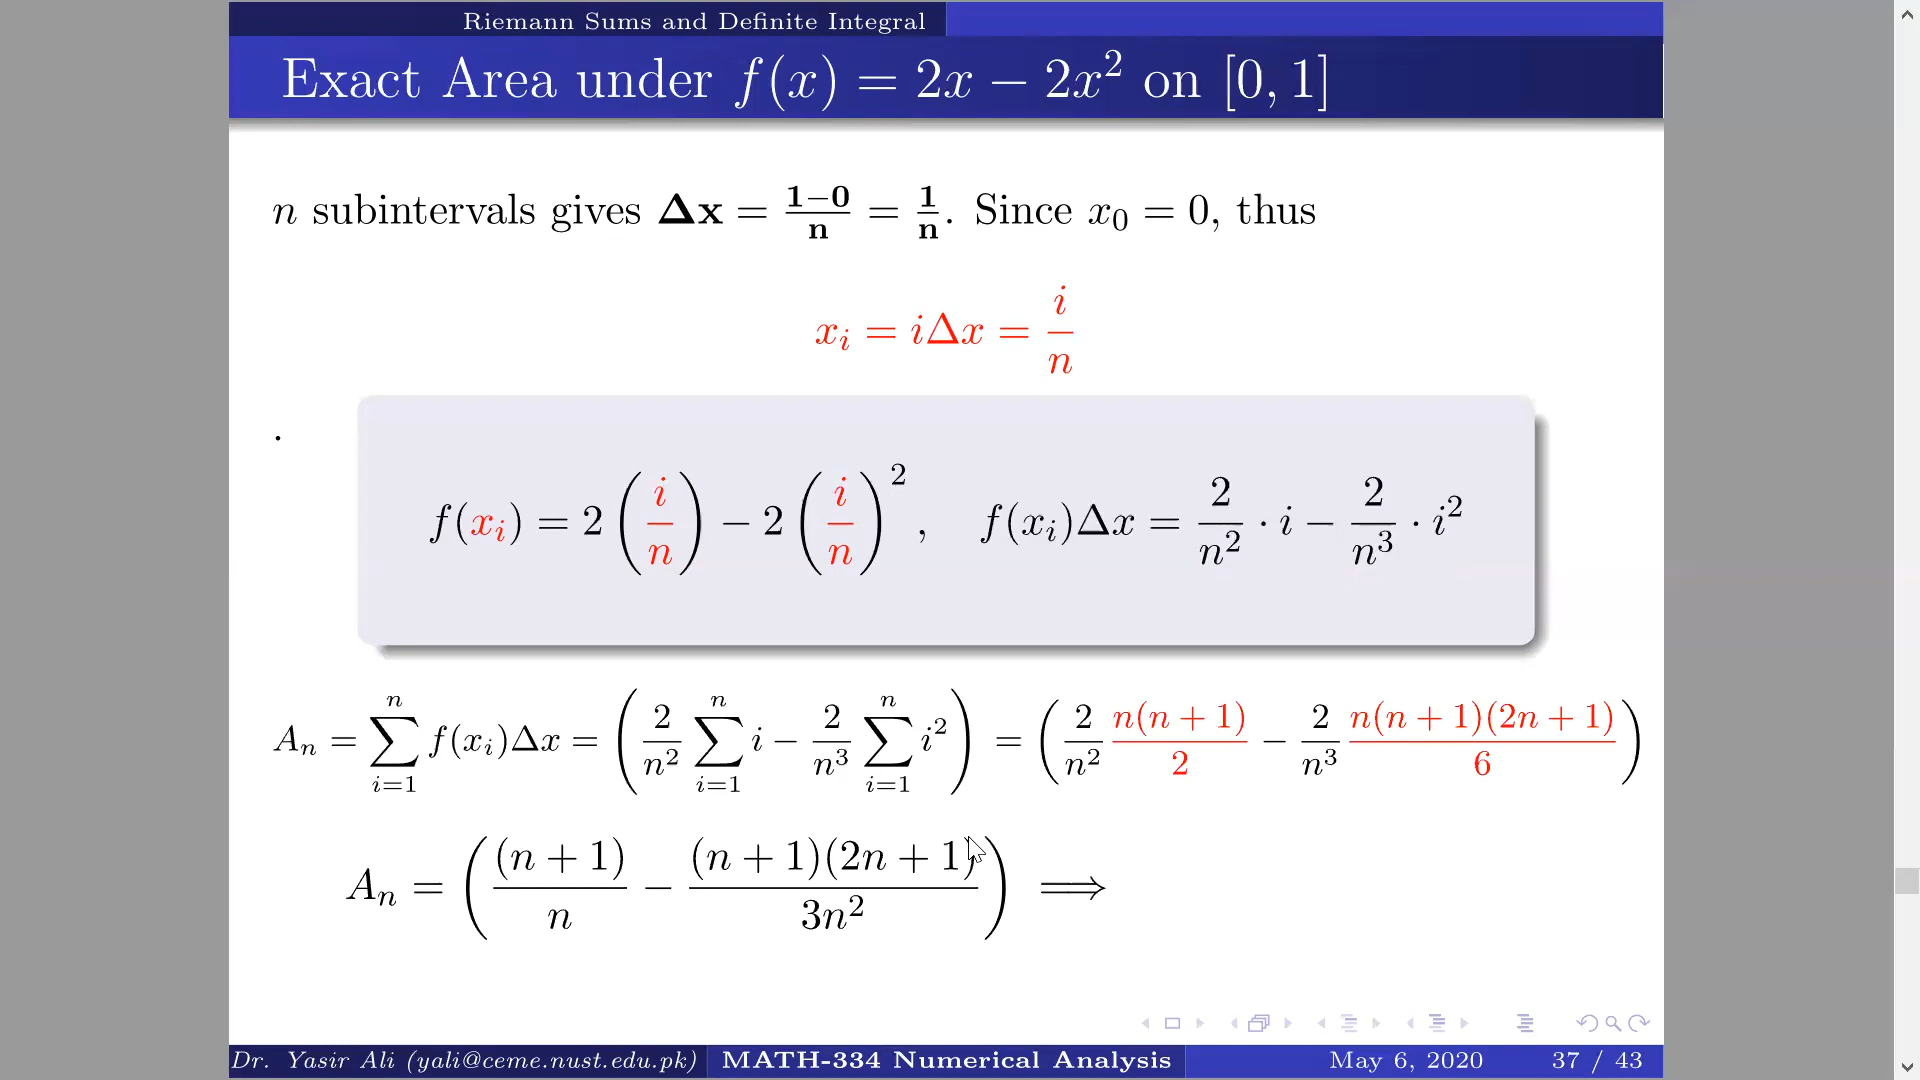 Riemann Sums and Definite Integral
Exact Area under f(x) = 2x − 2x² on [0, 1]
n subintervals gives Δx = (1−0)/n = 1/n. Since x₀ = 0, thus
xᵢ = iΔx = i/n
.
f(xᵢ) = 2(i/n) − 2(i/n)², f(xᵢ)Δx = 2/n² · i − 2/n³ · i²
Aₙ = ∑ᵢ₌₁ⁿ f(xᵢ)Δx = (2/n² ∑ᵢ₌₁ⁿ i − 2/n³ ∑ᵢ₌₁ⁿ i²) = (2/n² n(n + 1)/2 − 2/n³ n(n + 1)(2n + 1)/6)
Aₙ = ((n + 1)/n − (n + 1)(2n + 1)/3n²) ⟹
Dr. Yasir Ali (yali@ceme.nust.edu.pk) MATH-334 Numerical Analysis May 6, 2020 37 / 43